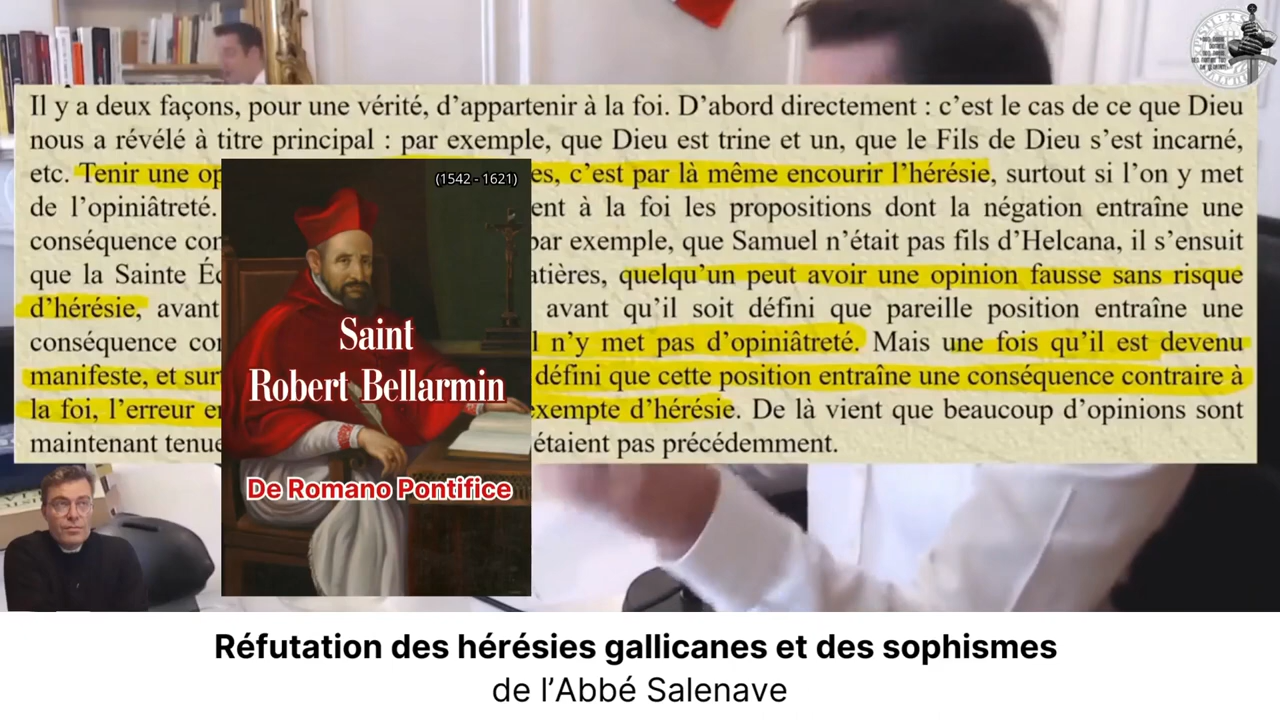 Il y a deux façons, pour une vérité, d’appartenir à la foi. D’abord directement : c’est le cas de ce que Dieu
nous a révélé à titre principal : par exemple, que Dieu est trine et un, que le Fils de Dieu s’est incarné,
etc. Tenir une es, c’est par là même encourir l’hérésie, surtout si l’on y met
de l’opiniâtreté. à la foi les propositions dont la négation entraîne une
conséquence par exemple, que Samuel n’était pas fils d’Helcana, il s’ensuit
que la Sainte quelqu’un peut avoir une opinion fausse sans risque
d’hérésie, avant avant qu’il soit défini que pareille position entraîne une
conséquence n’y met pas d’opiniâtreté. Mais une fois qu’il est devenu
manifeste, et défini que cette position entraîne une conséquence contraire à
la foi, l’erreur exempte d’hérésie. De là vient que beaucoup d’opinions sont
maintenant étaient pas précédemment.
(1542 - 1621)
Saint
Robert Bellarmin
De Romano Pontifice
Réfutation des hérésies gallicanes et des sophismes
de l’Abbé Salenave